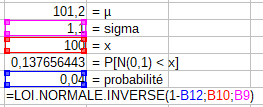 101,2 = µ
1,1 = sigma
100 = x
0,137656443 = P[N(0,1) < x]
0,04 = probabilité
=LOI.NORMALE.INVERSE(1-B12;B10;B9)